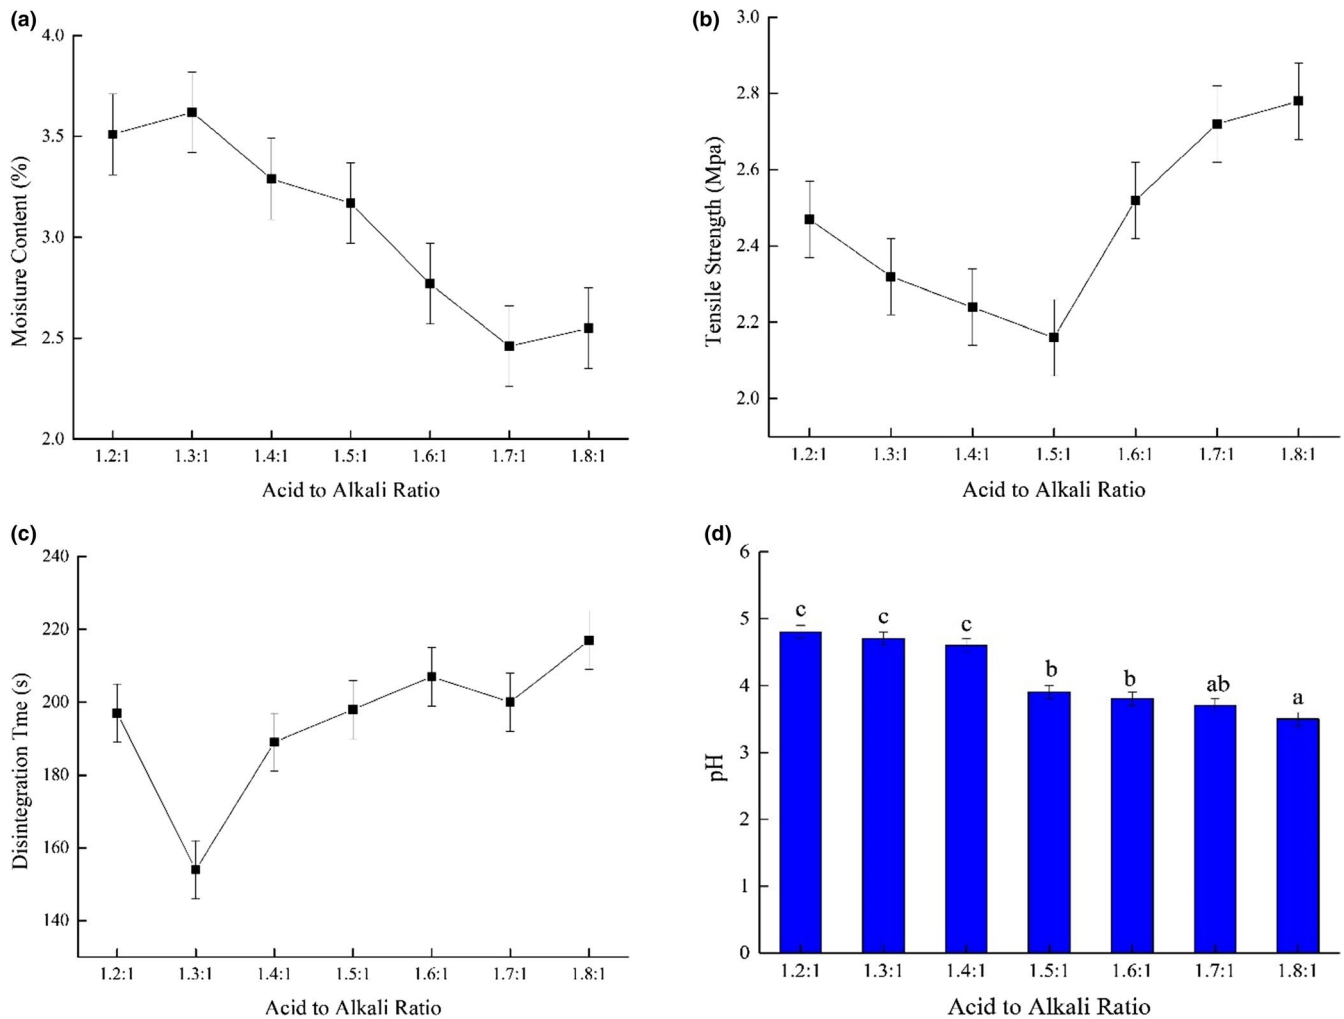 (a)
4.0
3.5
3.0
2.5
2.0
Moisture Content (%)
1.2:1 1.3:1 1.4:1 1.5:1 1.6:1 1.7:1 1.8:1
Acid to Alkali Ratio
(b)
3.0
2.8
2.6
2.4
2.2
2.0
Tensile Strength (Mpa)
1.2:1 1.3:1 1.4:1 1.5:1 1.6:1 1.7:1 1.8:1
Acid to Alkali Ratio
(c)
240
220
200
180
160
140
Disintegration Tme (s)
1.2:1 1.3:1 1.4:1 1.5:1 1.6:1 1.7:1 1.8:1
Acid to Alkali Ratio
(d)
6
5
4
3
2
1
0
pH
c c c b b ab a
1.2:1 1.3:1 1.4:1 1.5:1 1.6:1 1.7:1 1.8:1
Acid to Alkali Ratio